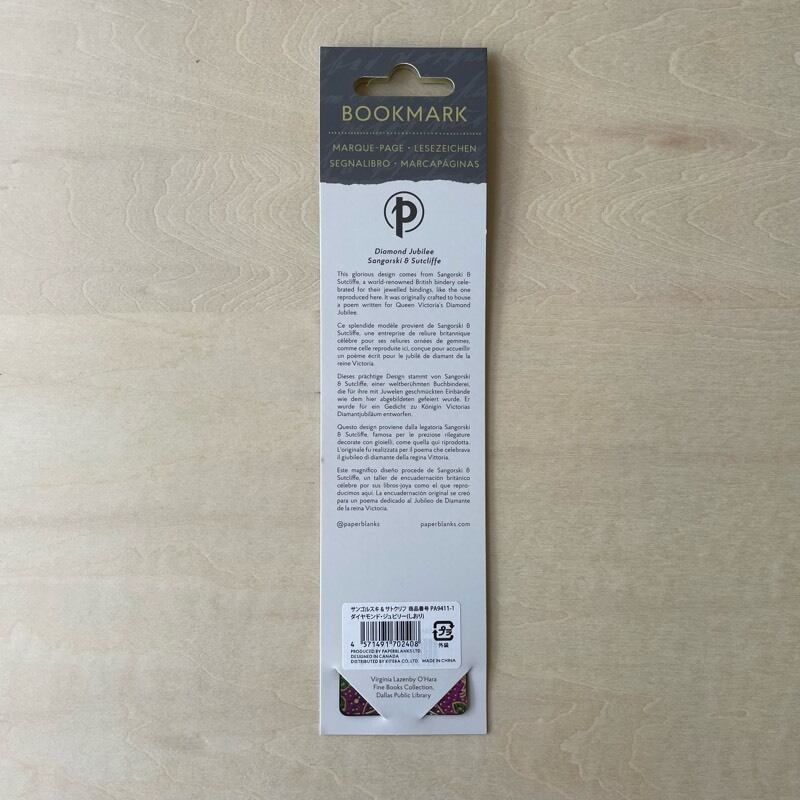 BOOKMARK
MARQUE-PAGE • LESEZEICHEN
SEGNALIBRO • MARCAPÁGINAS
P
Diamond Jubilee
Sangorski & Sutcliffe
This glorious design comes from Sangorski &
Sutcliffe, a world-renowned British bindery cele-
brated for their jewelled bindings, like the one
reproduced here. It was originally crafted to house
a poem written for Queen Victoria's Diamond
Jubilee.
Ce splendide modèle provient de Sangorski &
Sutcliffe, une entreprise de reliure britannique
célèbre pour ses reliures ornées de gemmes,
comme celle reproduite ici, conçue pour accueillir
un poème écrit pour le jubilé de diamant de la
reine Victoria.
Dieses prächtige Design stammt von Sangorski
& Sutcliffe, einer weltberühmten Buchbinderei,
die für ihre mit Juwelen geschmückten Einbände
wie dem hier abgebildeten gefeiert wurde. Er
wurde für ein Gedicht zu Königin Victorias
Diamantjubiläum entworfen.
Questo design proviene dalla legatoria Sangorski
& Sutcliffe, famosa per le preziose rilegature
decorate con gioielli, come quella qui riprodotta.
L'originale fu realizzata per il poema che celebrava
il giubileo di diamante della regina Vittoria.
Este magnífico diseño procede de Sangorski &
Sutcliffe, un taller de encuadernación británico
célebre por sus libros-joya como el que repro-
ducimos aquí. La encuadernación original se creó
para un poema dedicado al Jubileo de Diamante
de la reina Victoria.
@paperblanks paperblanks.com
サンゴルスキ & サトクリフ 商品番号 PA9411-1
ダイヤモンド・ジュビリー(しおり)
4 571491 702408
プラ
外装
PRODUCED BY PAPERBLANKS LTD.
DESIGNED IN CANADA
DISTRIBUTED BY KITERA CO. LTD. MADE IN CHINA
Virginia Lazenby O'Hara
Fine Books Collection,
Dallas Public Library